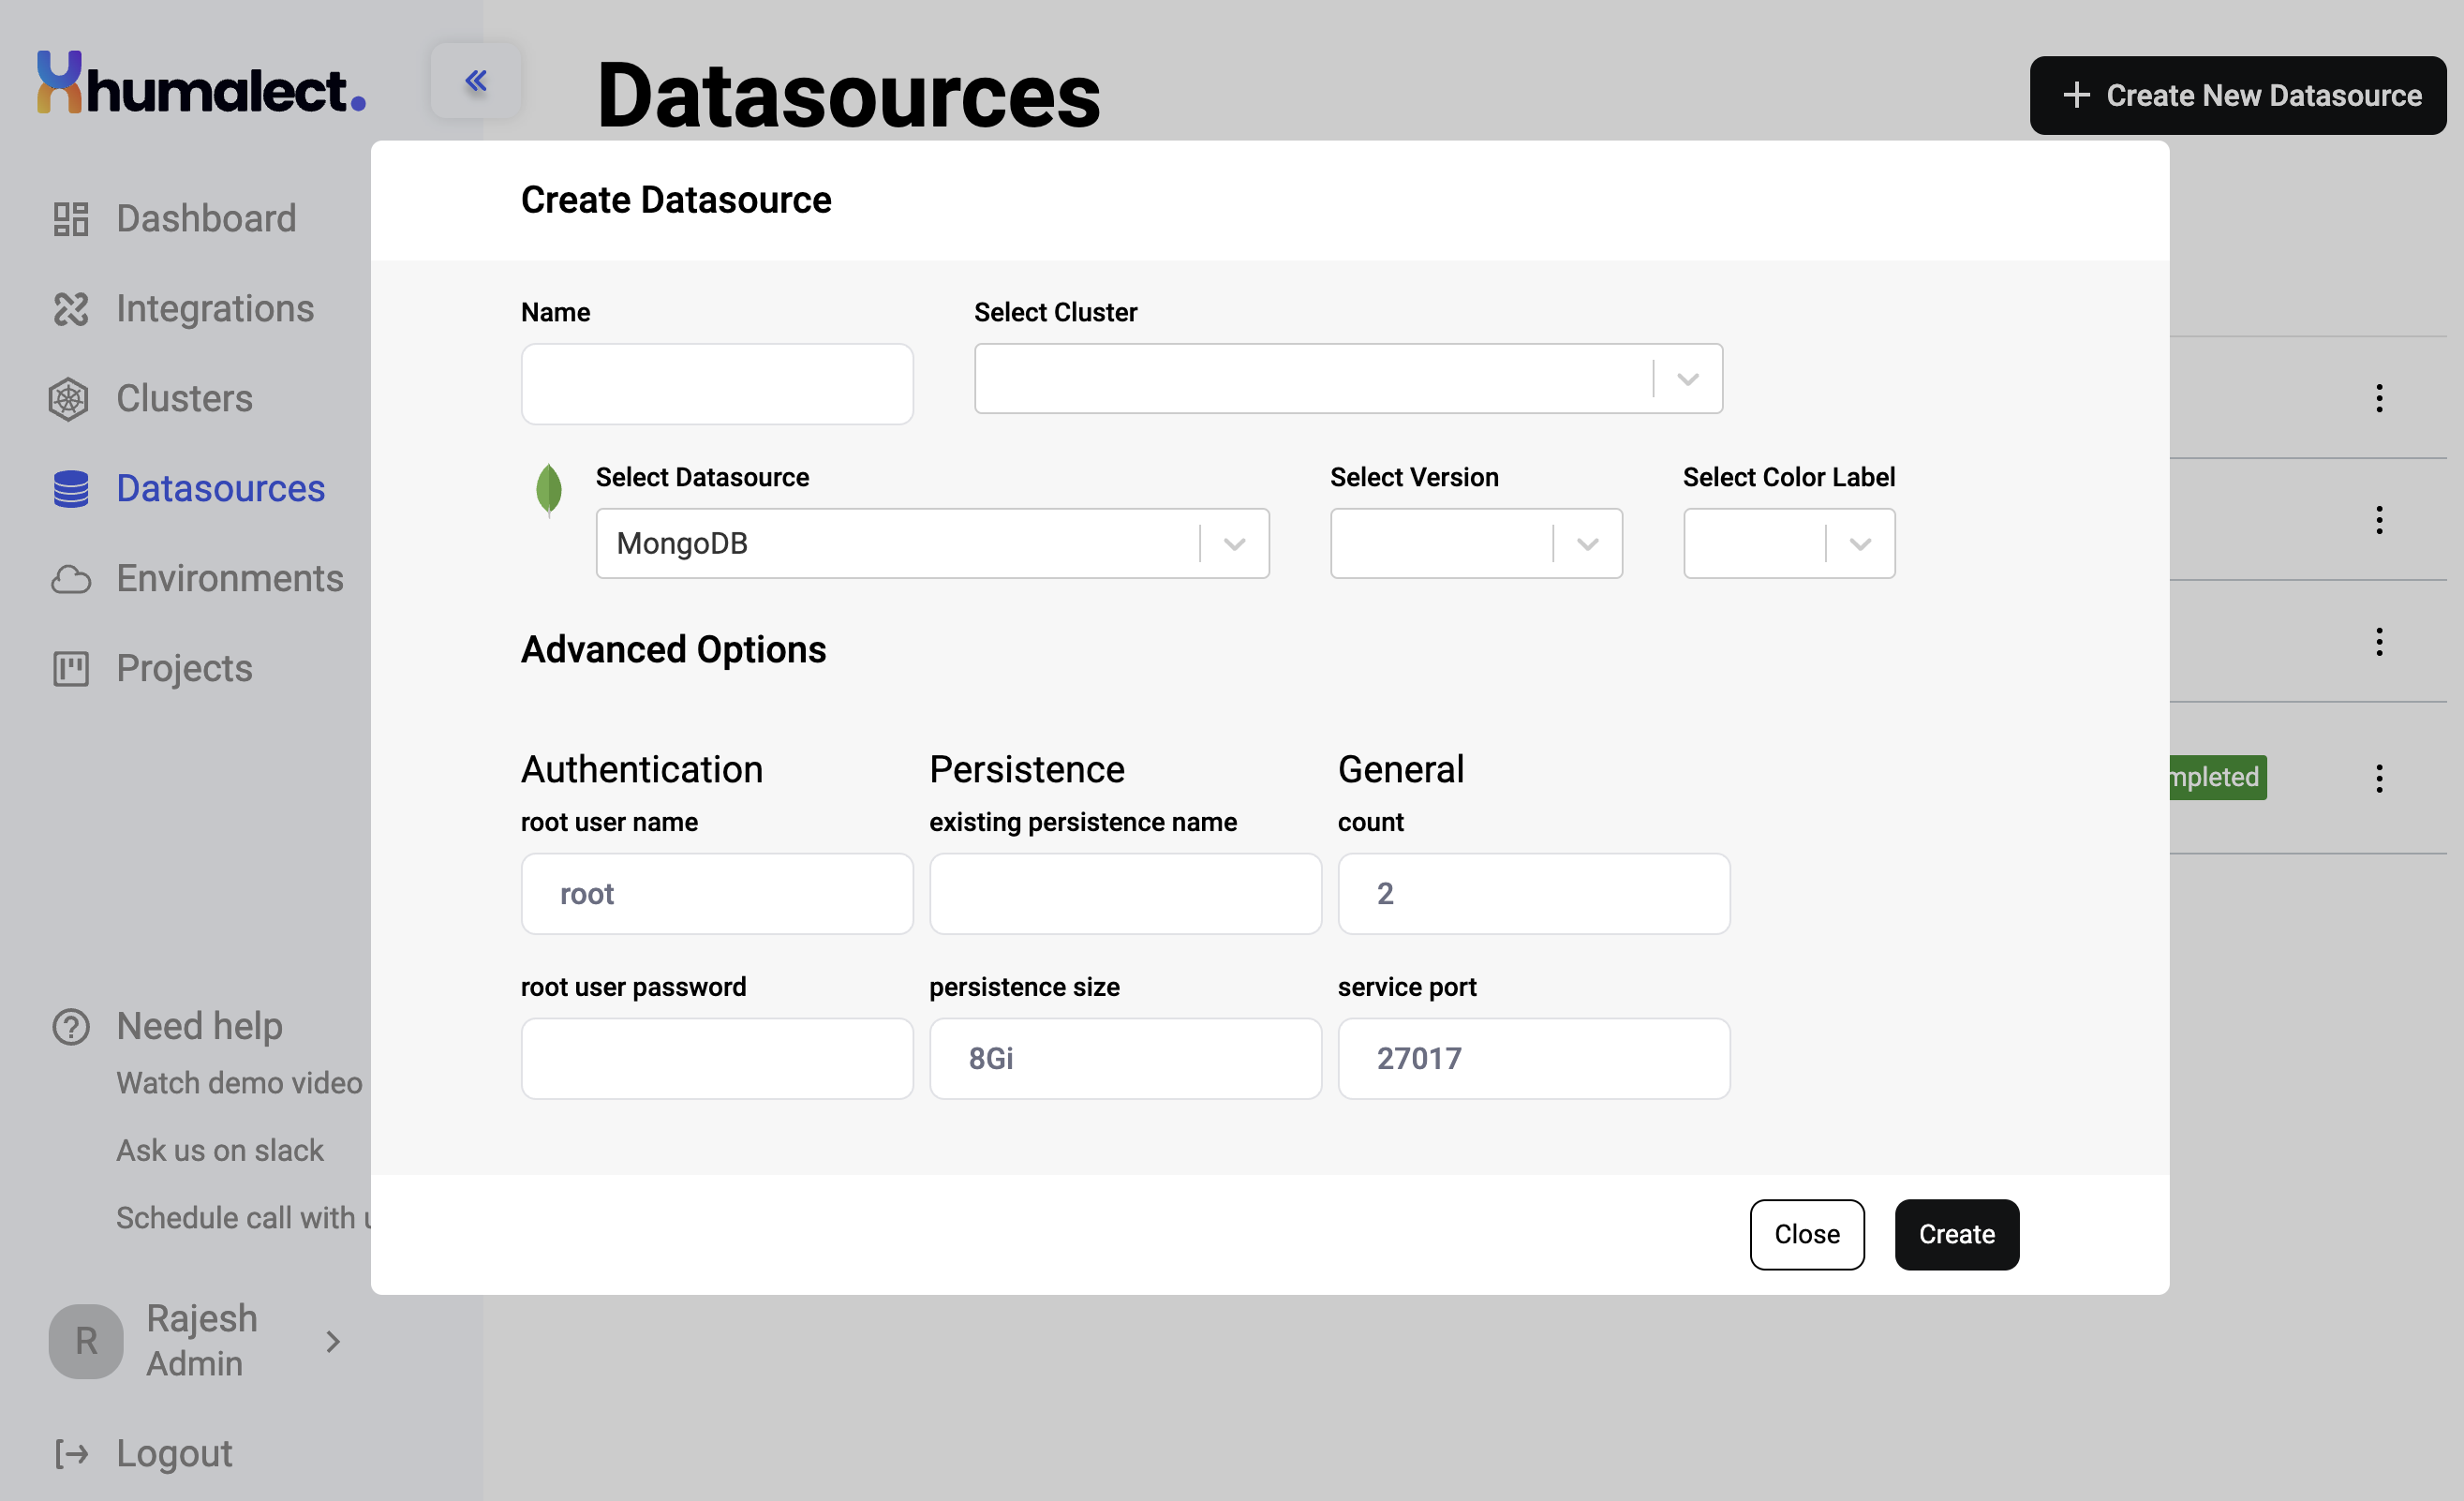 humalect.
Datasources
+ Create New Datasource
Dashboard
Integrations
Clusters
Datasources
Environments
Projects
Need help
Watch demo video
Ask us on slack
Schedule call with
R
Rajesh
Admin
Logout
Create Datasource
Name
Select Cluster
Select Datasource
Select Version
Select Color Label
MongoDB
Advanced Options
Authentication
Persistence
General
root user name
existing persistence name
count
root
2
root user password
persistence size
service port
8Gi
27017
Close
Create
mpleted